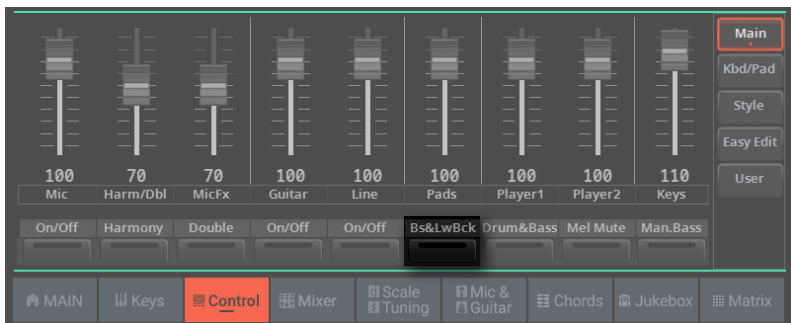 Main
Kbd/Pad
Style
Easy Edit
User
100 70 70 100 100 100 100 100 110
Mic Harm/Dbl MicFx Guitar Line Pads Player1 Player2 Keys
On/Off Harmony Double On/Off On/Off Bs&LwBck Drum&Bass Mel Mute Man.Bass
MAIN Keys Control Mixer Scale Tuning Mic & Guitar Chords Jukebox Matrix